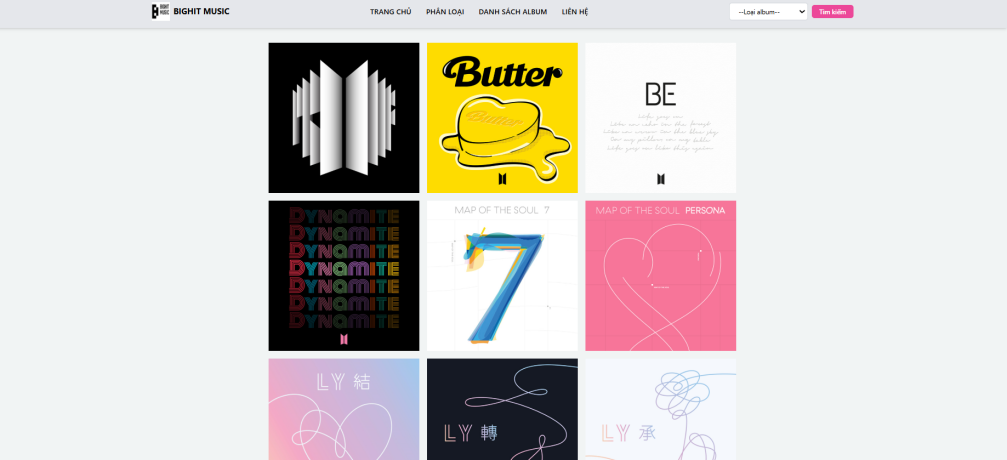 BIGHIT MUSIC
BIGHIT MUSIC
TRANG CHỦ
PHÂN LOẠI
DANH SÁCH ALBUM
LIÊN HỆ
--Loại album--
Tìm kiếm
Butter
Butter
BE
DYNAMITE
DYNAMITE
DYNAMITE
DYNAMITE
DYNAMITE
DYNAMITE
DYNAMITE
MAP OF THE SOUL 7
7
MAP OF THE SOUL PERSONA
LY 結
LY 轉
LY 承